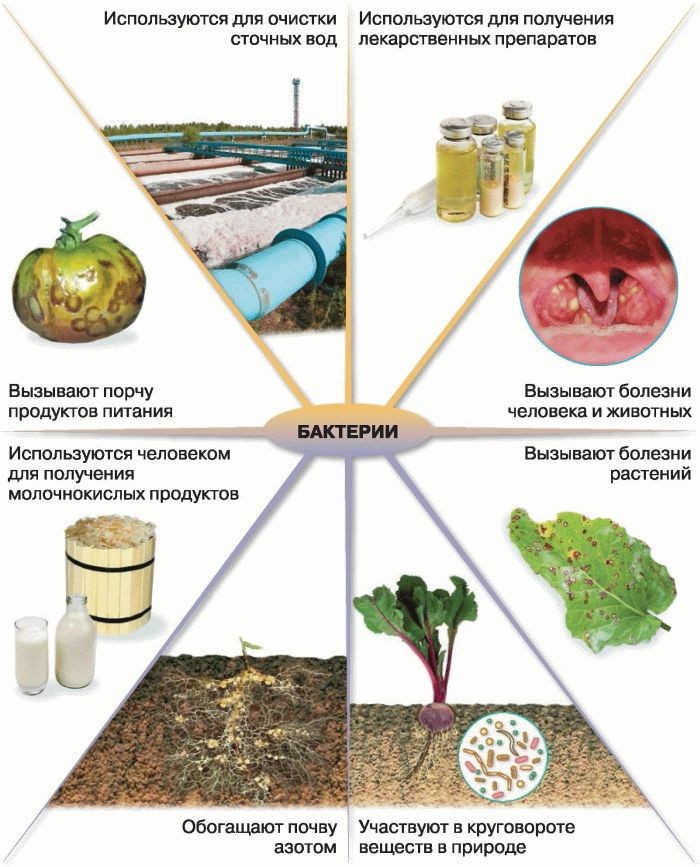 Используются для очистки
сточных вод
Используются для получения
лекарственных препаратов
Вызывают порчу
продуктов питания
Вызывают болезни
человека и животных
БАКТЕРИИ
Используются человеком
для получения
молочнокислых продуктов
Вызывают болезни
растений
Обогащают почву
азотом
Участвуют в круговороте
веществ в природе